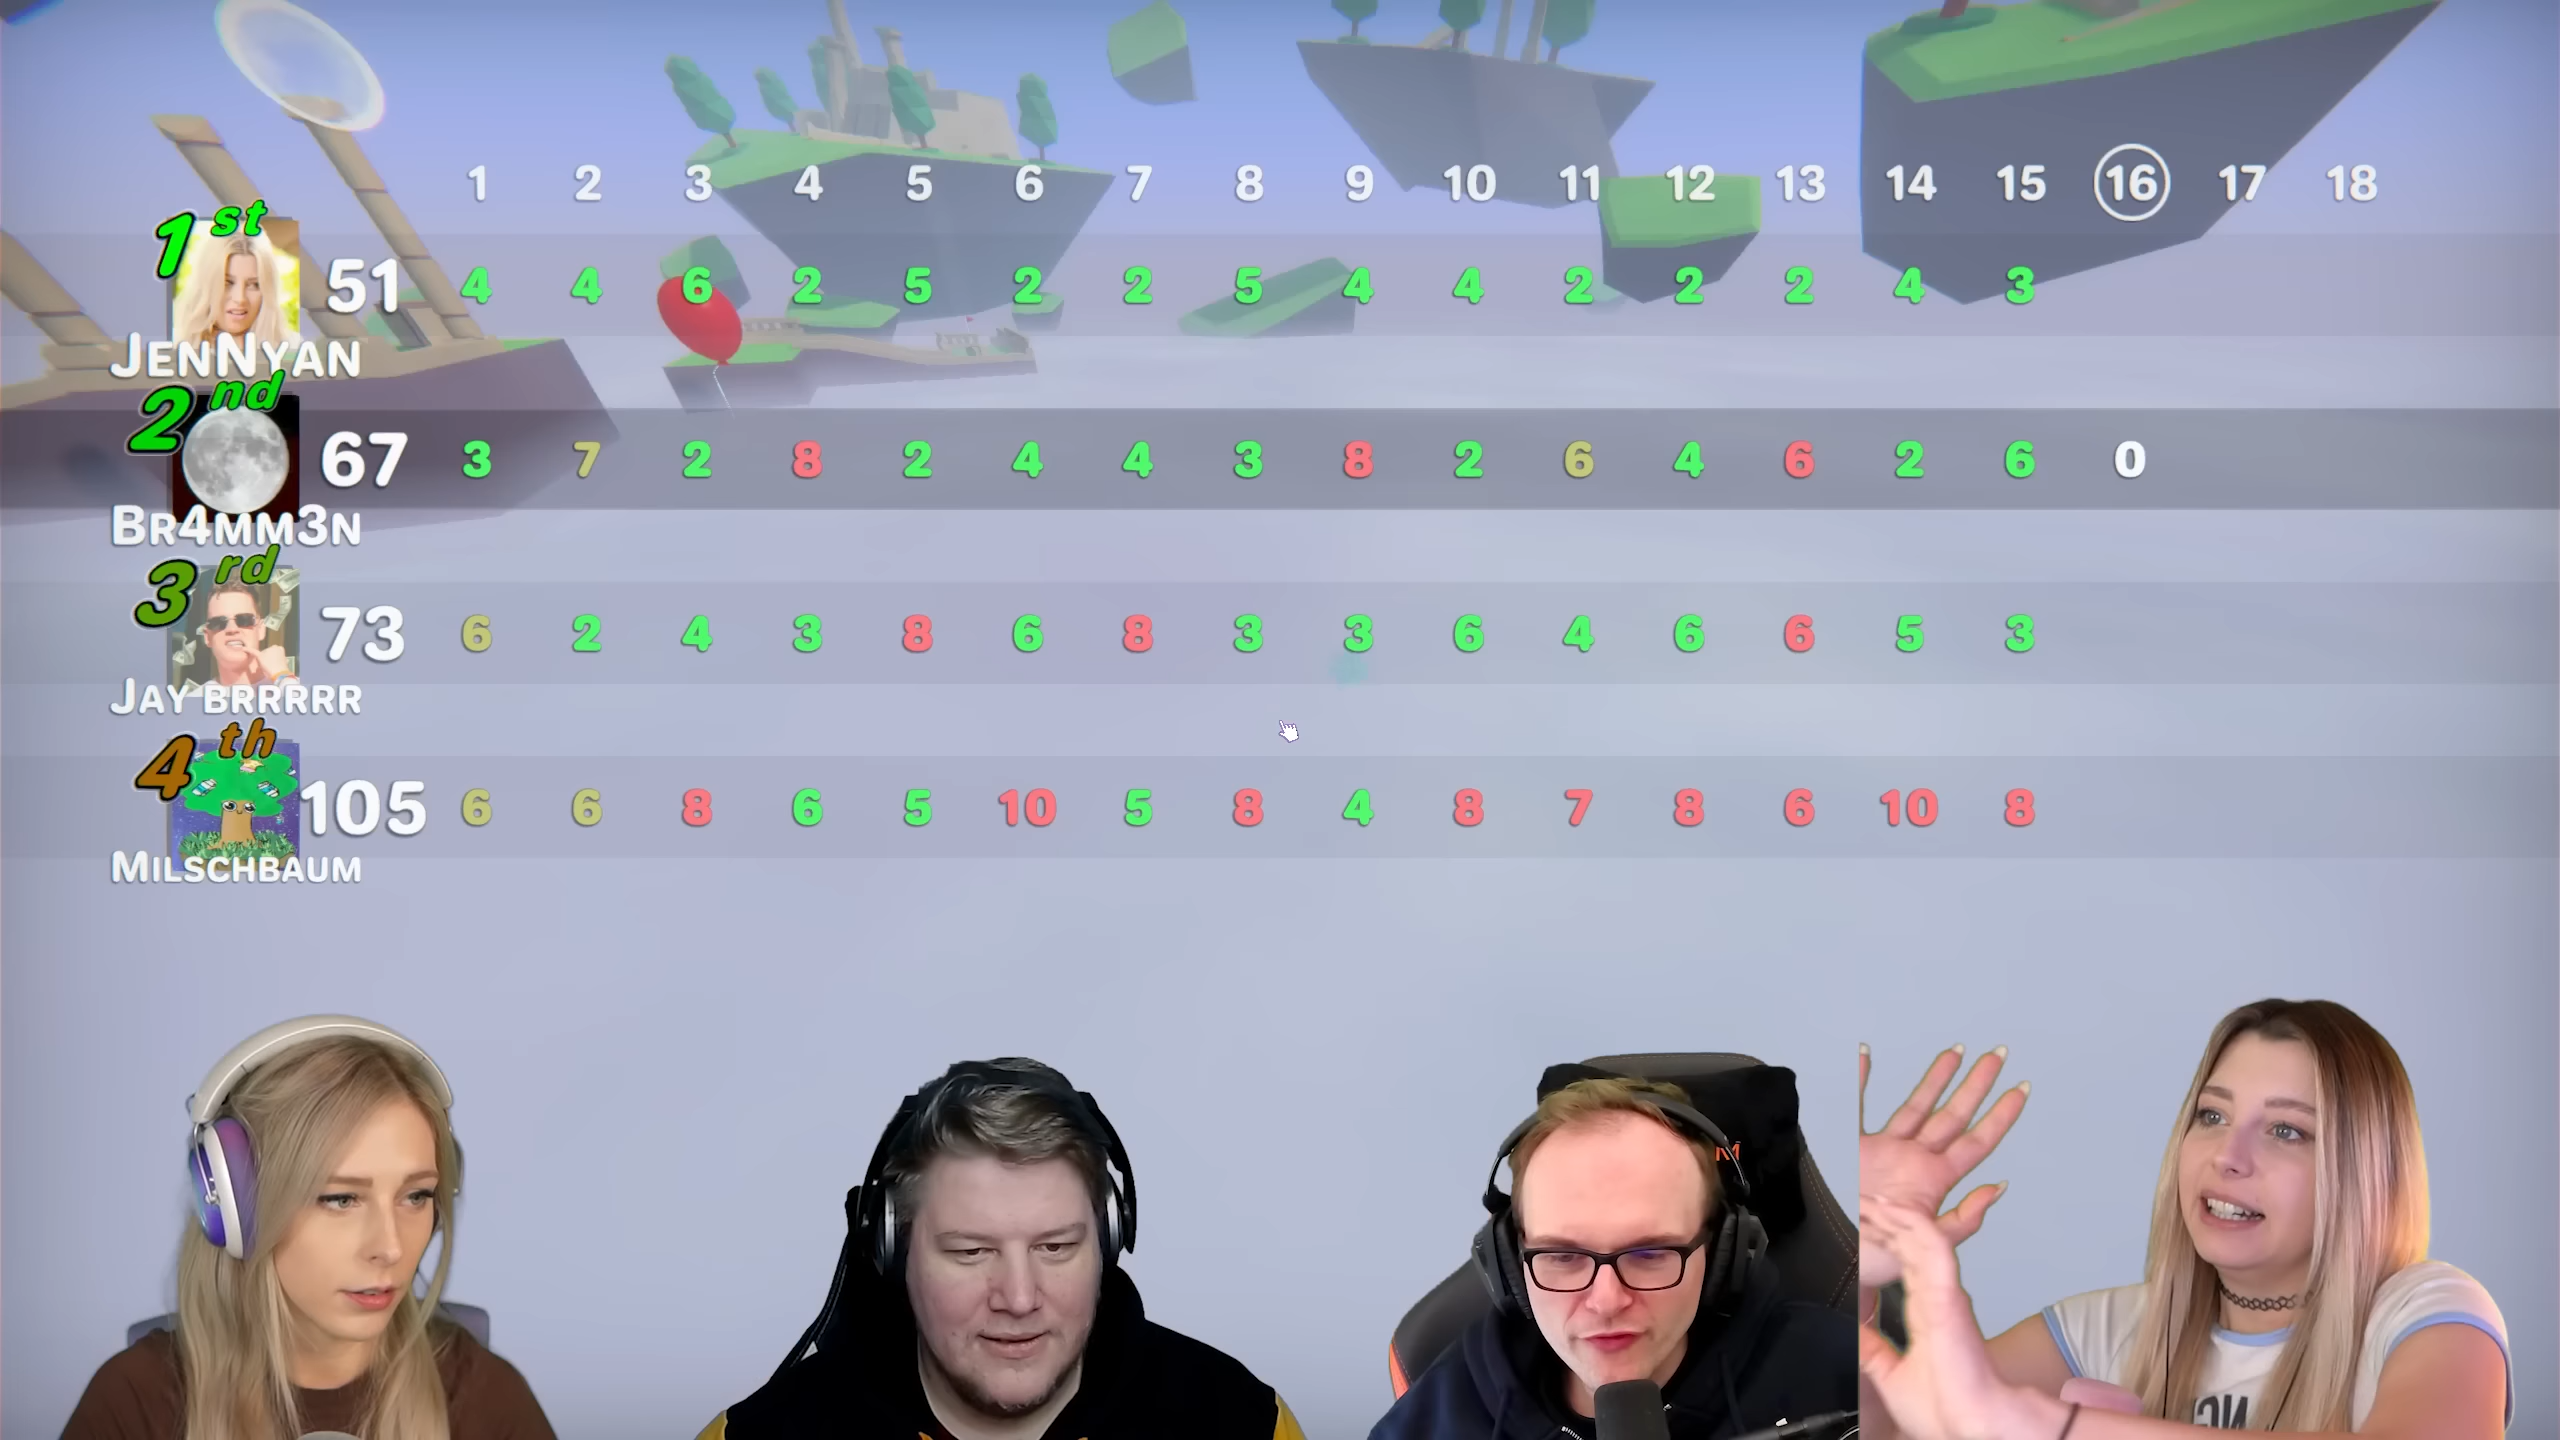 1 2 3 4 5 6 7 8 9 10 11 12 13 14 15 16 17 18
1st 51 4 4 6 2 5 2 2 5 4 4 2 2 2 4 3
JENNYAN
2nd 67 3 7 2 8 2 4 4 3 8 2 6 4 6 2 6 0
BR4MM3N
3rd 73 6 2 4 3 8 6 8 3 3 6 4 6 6 5 3
JAY BRRRRR
4th 105 6 6 8 6 5 10 5 8 4 8 7 8 6 10 8
MILSCHBAUM